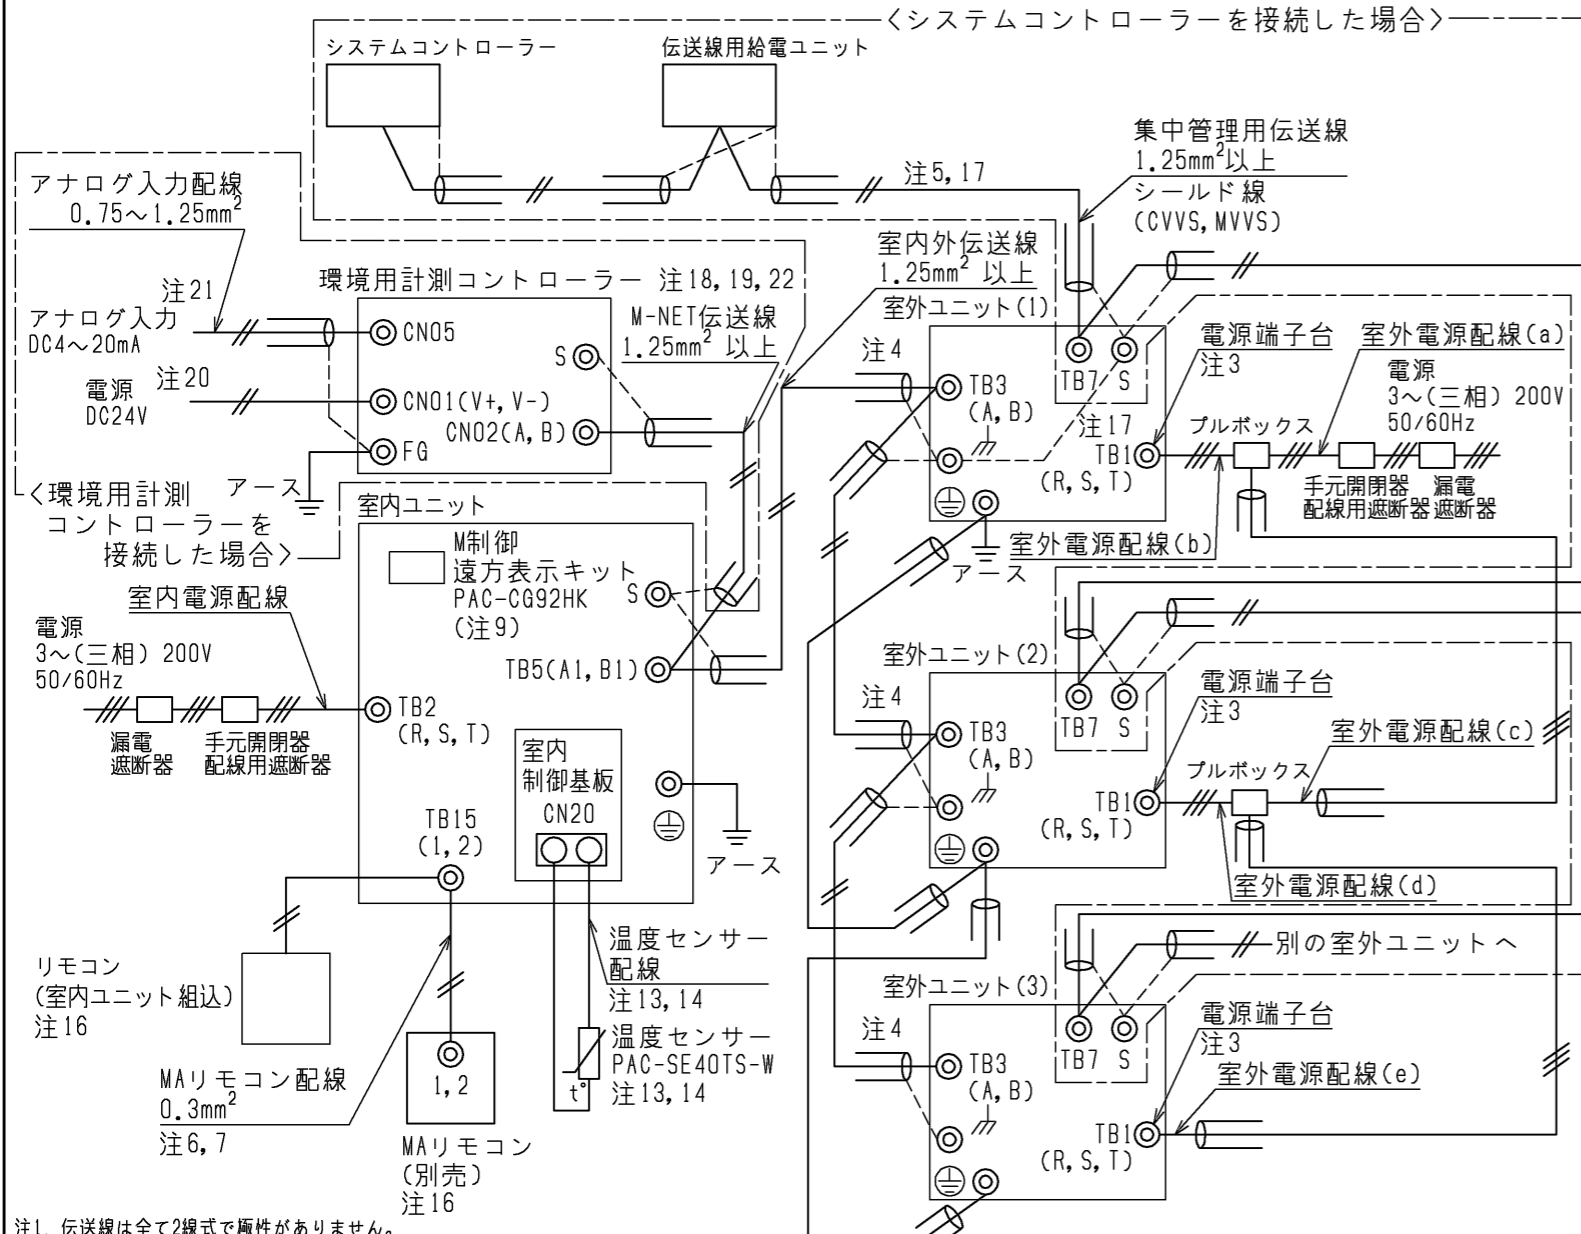 〈システムコントローラーを接続した場合〉
システムコントローラー
伝送線用給電ユニット
集中管理用伝送線
1.25mm²以上
シールド線
(CVVS,MVVS)
注5,17
アナログ入力配線
0.75～1.25mm²
注21
アナログ入力
DC4～20mA
注20
電源
DC24V
環境用計測コントローラー 注18,19,22
CN05
S
CN01(V+,V-)
CN02(A,B)
FG
アース
M-NET伝送線
1.25mm² 以上
〈環境用計測
コントローラーを
接続した場合〉
室内外伝送線
1.25mm² 以上
室外ユニット(1)
注4
TB3
(A,B)
TB7 S
注17
TB1
(R,S,T)
アース
電源端子台
注3
室外電源配線(a)
電源
3～(三相) 200V
50/60Hz
プルボックス
手元開閉器
配線用遮断器
漏電
遮断器
室外電源配線(b)
室内ユニット
M制御
遠方表示キット
PAC-CG92HK
(注9)
S
TB5(A1,B1)
室内電源配線
電源
3～(三相) 200V
50/60Hz
漏電
遮断器
手元開閉器
配線用遮断器
TB2
(R,S,T)
室内
制御基板
CN20
TB15
(1,2)
アース
リモコン
(室内ユニット組込)
注16
MAリモコン配線
0.3mm²
注6,7
1,2
MAリモコン
(別売)
注16
温度センサー
配線
注13,14
温度センサー
PAC-SE40TS-W
注13,14
t°
室外ユニット(2)
注4
TB3
(A,B)
TB7 S
TB1
(R,S,T)
電源端子台
注3
室外電源配線(c)
プルボックス
室外電源配線(d)
室外ユニット(3)
注4
TB3
(A,B)
TB7 S
TB1
(R,S,T)
別の室外ユニットへ
電源端子台
注3
室外電源配線(e)
注1. 伝送線は全て2線式で極性がありません。